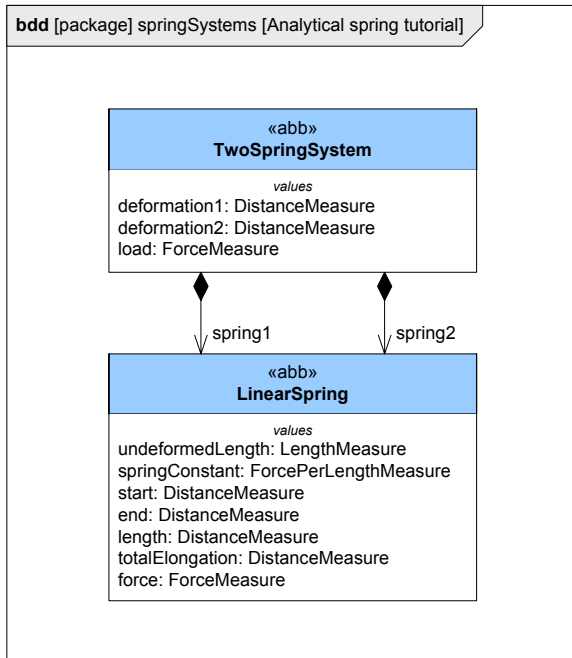 bdd [package] springSystems [Analytical spring tutorial]
«abb»
TwoSpringSystem
values
deformation1: DistanceMeasure
deformation2: DistanceMeasure
load: ForceMeasure
spring1
spring2
«abb»
LinearSpring
values
undeformedLength: LengthMeasure
springConstant: ForcePerLengthMeasure
start: DistanceMeasure
end: DistanceMeasure
length: DistanceMeasure
totalElongation: DistanceMeasure
force: ForceMeasure